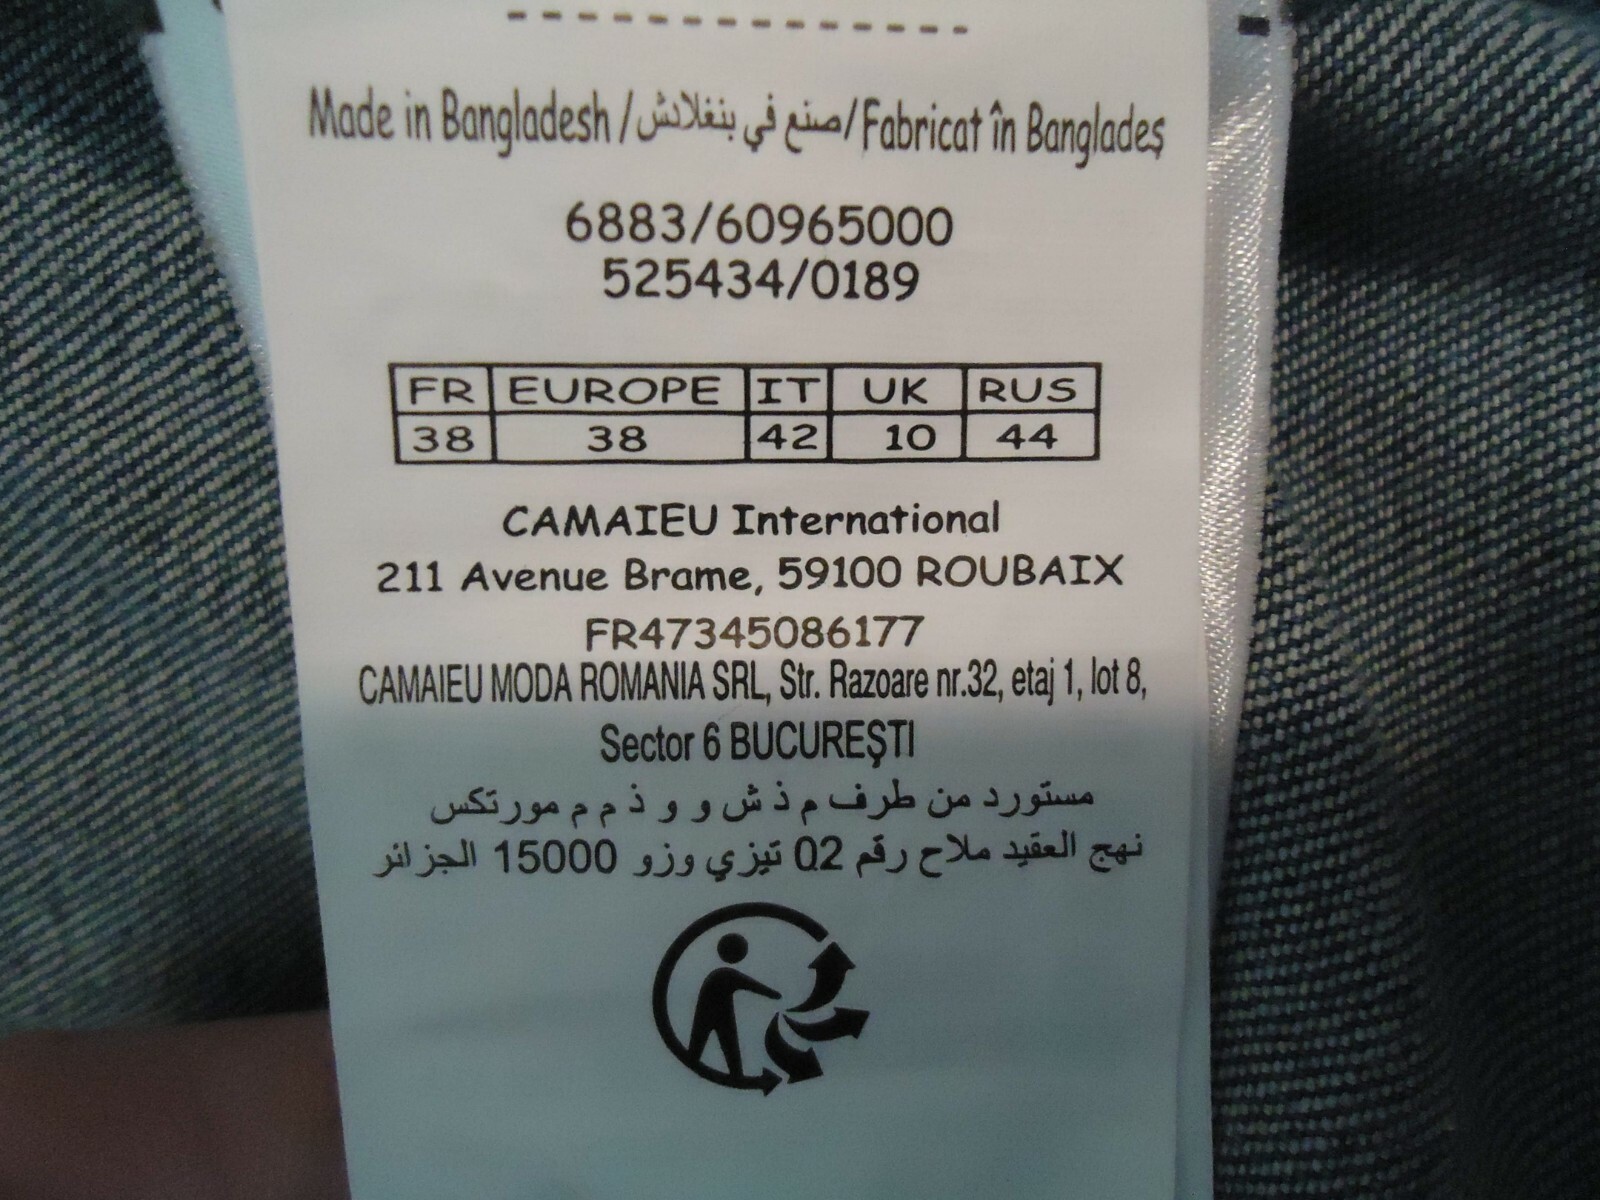 Made in Bangladesh / صنع في بنغلادش / Fabricat în Banglades̡
6883/60965000
525434/0189
FR EUROPE IT UK RUS
38 38 42 10 44
CAMAIEU International
211 Avenue Brame, 59100 ROUBAIX
FR47345086177
CAMAIEU MODA ROMANIA SRL, Str. Razoare nr.32, etaj 1, lot 8,
Sector 6 BUCUREŞTI
مستورد من طرف م ذ ش و و ذ م م مورتكس
نهج العقيد ملاح رقم 02 تيزي وزو 15000 الجزائر